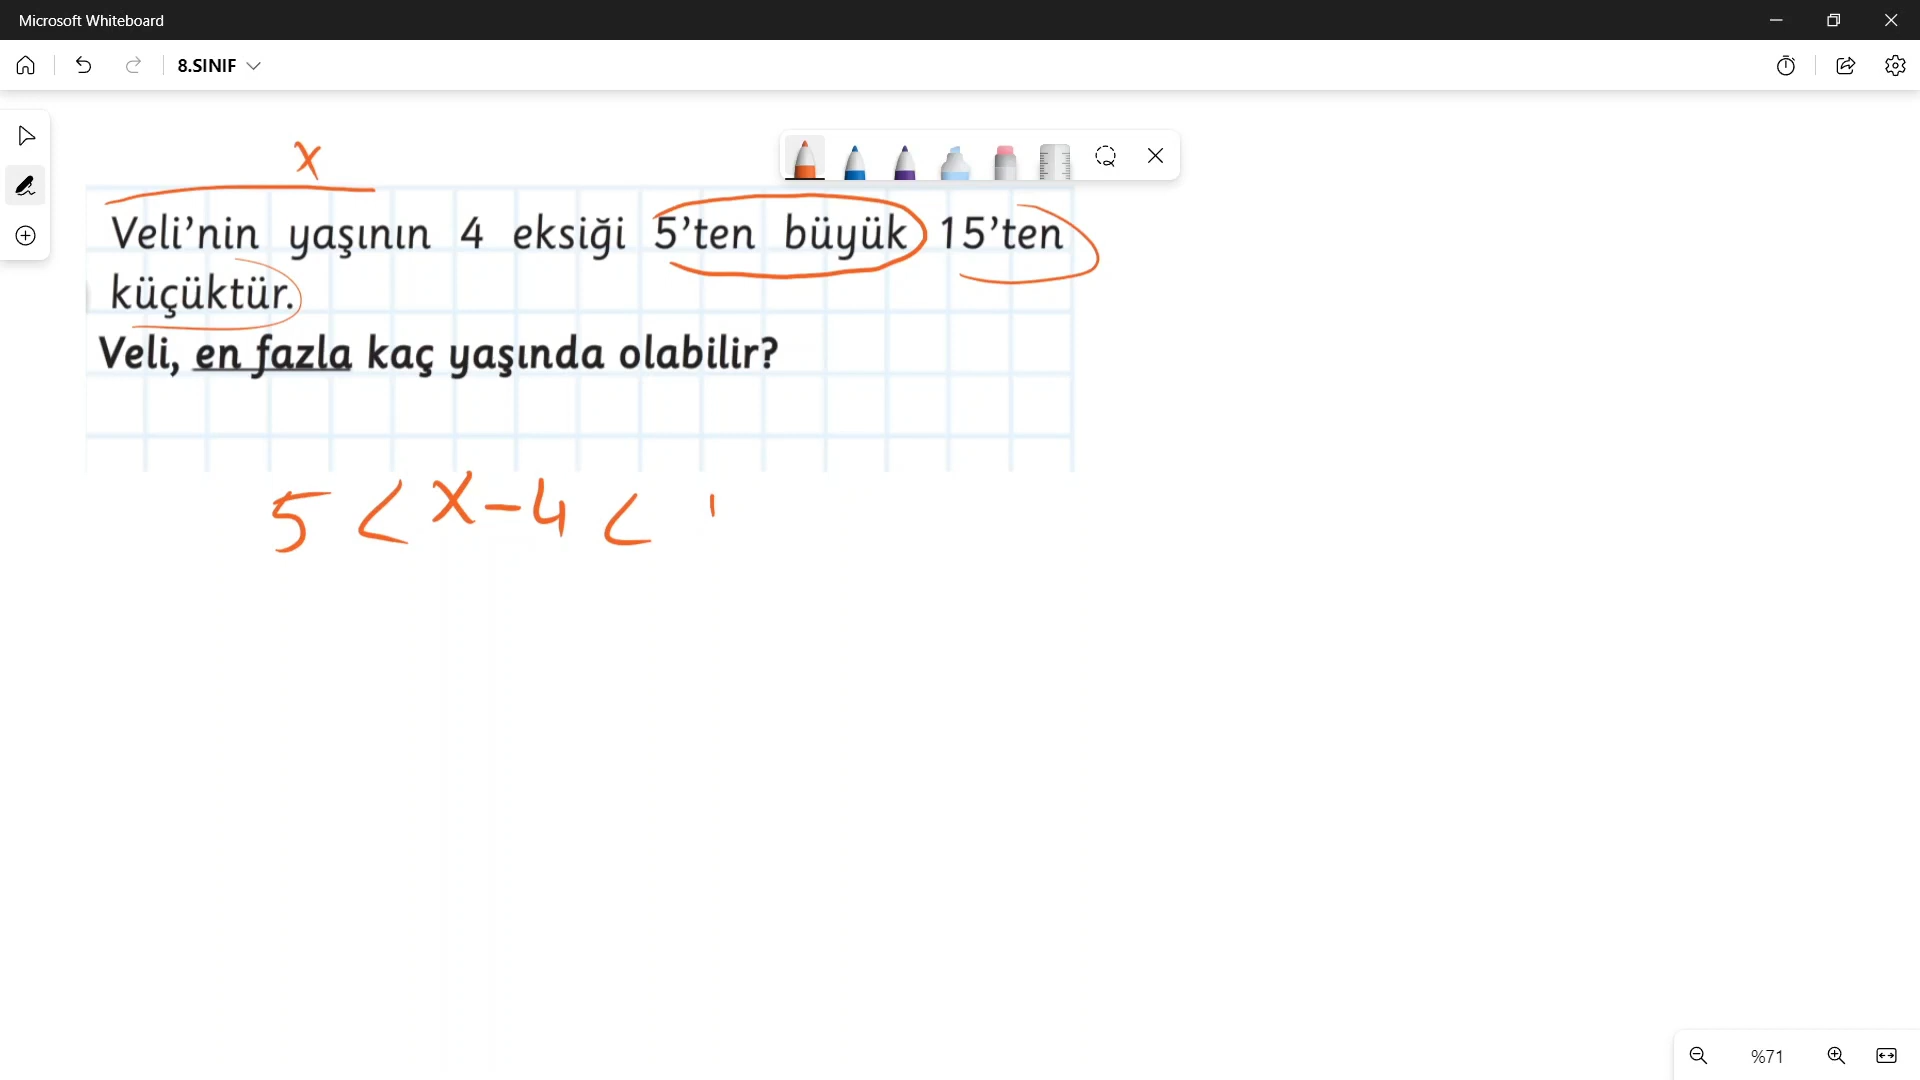 Microsoft Whiteboard
8.SINIF
x
Veli’nin yaşının 4 eksiği 5’ten büyük 15’ten
küçüktür.
Veli, en fazla kaç yaşında olabilir?
5 < x - 4 < ı
%71